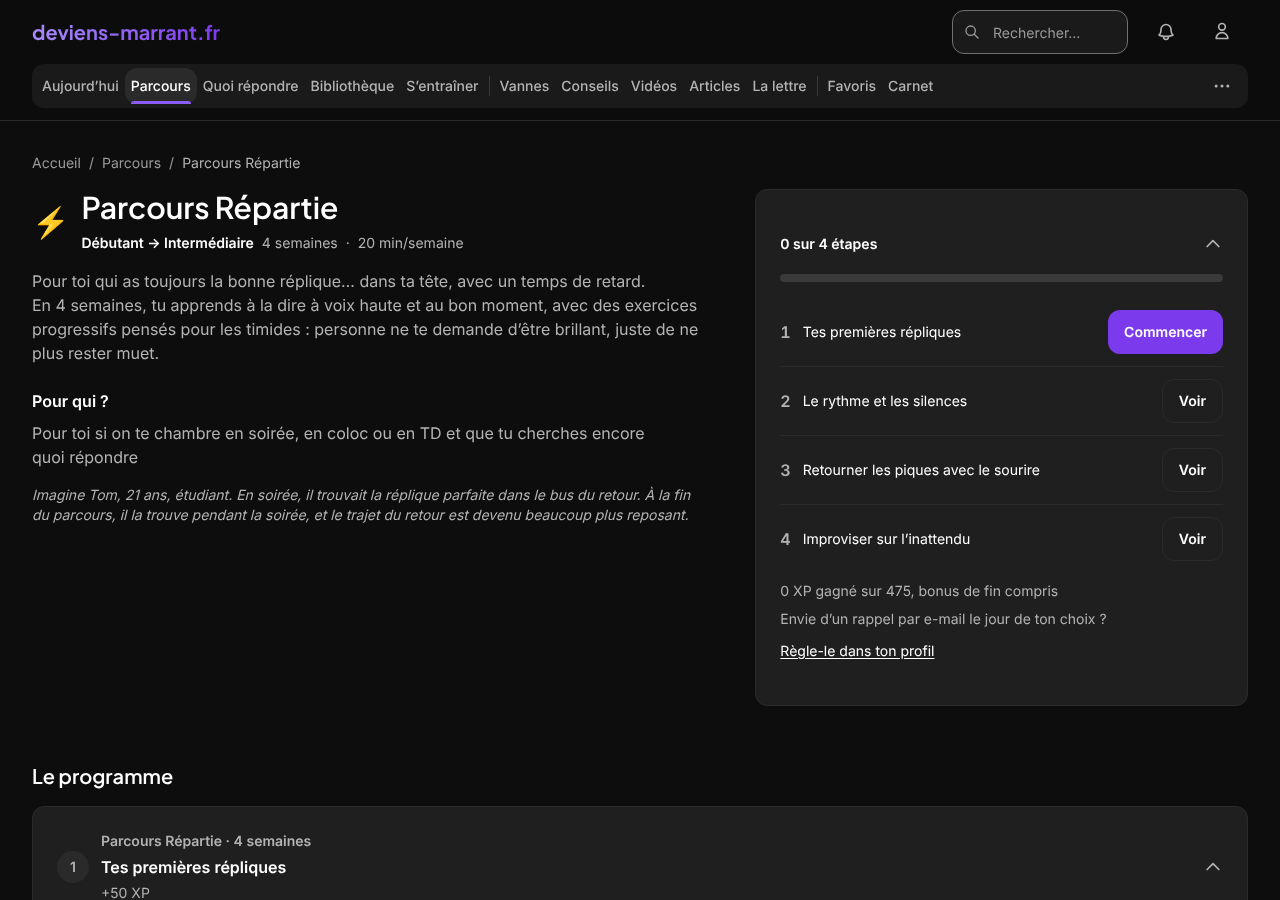 deviens-marrant.fr
Rechercher...
Aujourd’hui Parcours Quoi répondre Bibliothèque S’entraîner Vannes Conseils Vidéos Articles La lettre Favoris Carnet
Accueil / Parcours / Parcours Répartie
Parcours Répartie
Débutant → Intermédiaire 4 semaines · 20 min/semaine
Pour toi qui as toujours la bonne réplique… dans ta tête, avec un temps de retard.
En 4 semaines, tu apprends à la dire à voix haute et au bon moment, avec des exercices
progressifs pensés pour les timides : personne ne te demande d’être brillant, juste de ne
plus rester muet.
Pour qui ?
Pour toi si on te chambre en soirée, en coloc ou en TD et que tu cherches encore
quoi répondre
Imagine Tom, 21 ans, étudiant. En soirée, il trouvait la réplique parfaite dans le bus du retour. À la fin
du parcours, il la trouve pendant la soirée, et le trajet du retour est devenu beaucoup plus reposant.
0 sur 4 étapes
1 Tes premières répliques Commencer
2 Le rythme et les silences Voir
3 Retourner les piques avec le sourire Voir
4 Improviser sur l’inattendu Voir
0 XP gagné sur 475, bonus de fin compris
Envie d’un rappel par e-mail le jour de ton choix ?
Règle-le dans ton profil
Le programme
Parcours Répartie · 4 semaines
1 Tes premières répliques
+50 XP